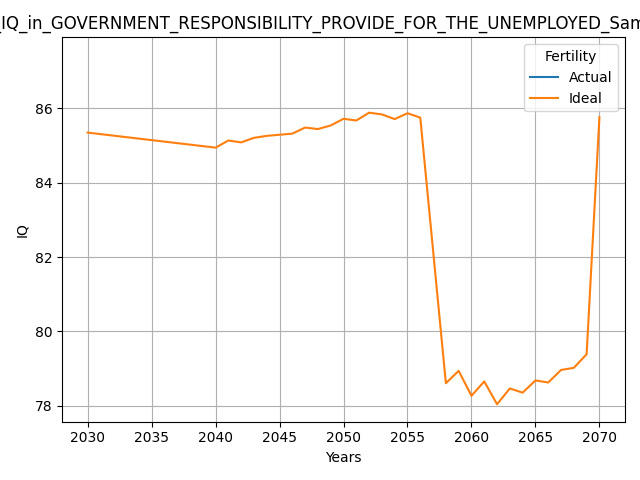 _IQ_in_GOVERNMENT_RESPONSIBILITY_PROVIDE_FOR_THE_UNEMPLOYED_Sam
Fertility
Actual
Ideal
IQ
86
84
82
80
78
2030 2035 2040 2045 2050 2055 2060 2065 2070
Years